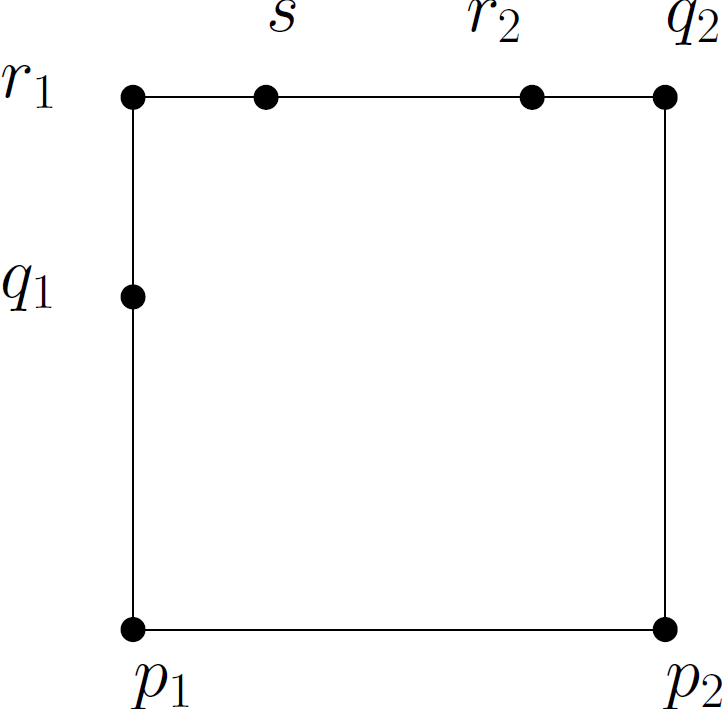 s r₂ q₂
r₁
q₁
p₁ p₂